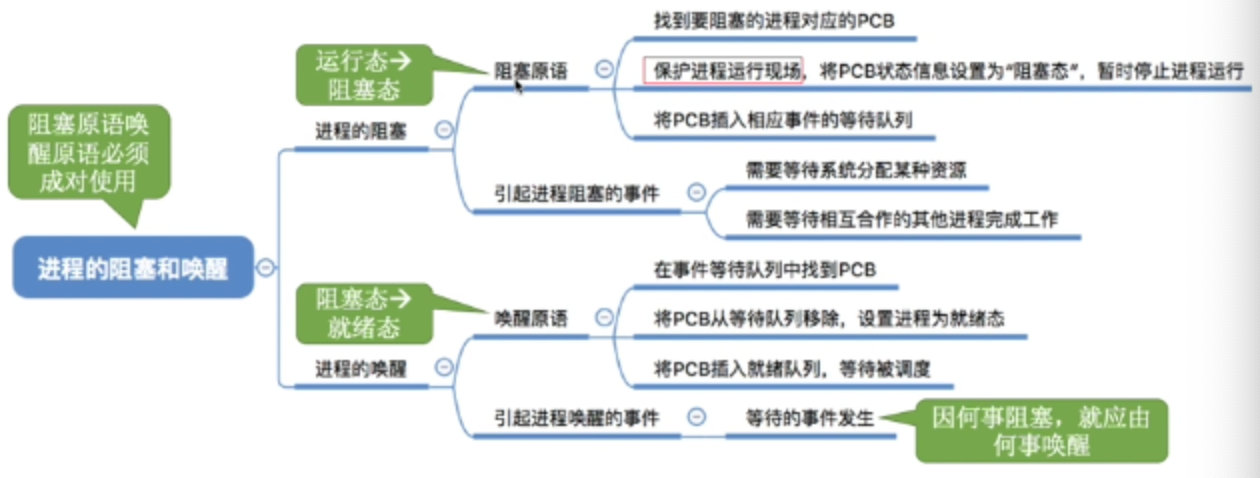 找到要阻塞的进程对应的PCB
运行态→
阻塞态
阻塞原语
保护进程运行现场，将PCB状态信息设置为“阻塞态”，暂时停止进程运行
将PCB插入相应事件的等待队列
进程的阻塞
阻塞原语唤
醒原语必须
成对使用
引起进程阻塞的事件
需要等待系统分配某种资源
需要等待相互合作的其他进程完成工作
进程的阻塞和唤醒
在事件等待队列中找到PCB
阻塞态→
就绪态
唤醒原语
将PCB从等待队列移除，设置进程为就绪态
将PCB插入就绪队列，等待被调度
进程的唤醒
引起进程唤醒的事件
等待的事件发生
因何事阻塞，就应由
何事唤醒